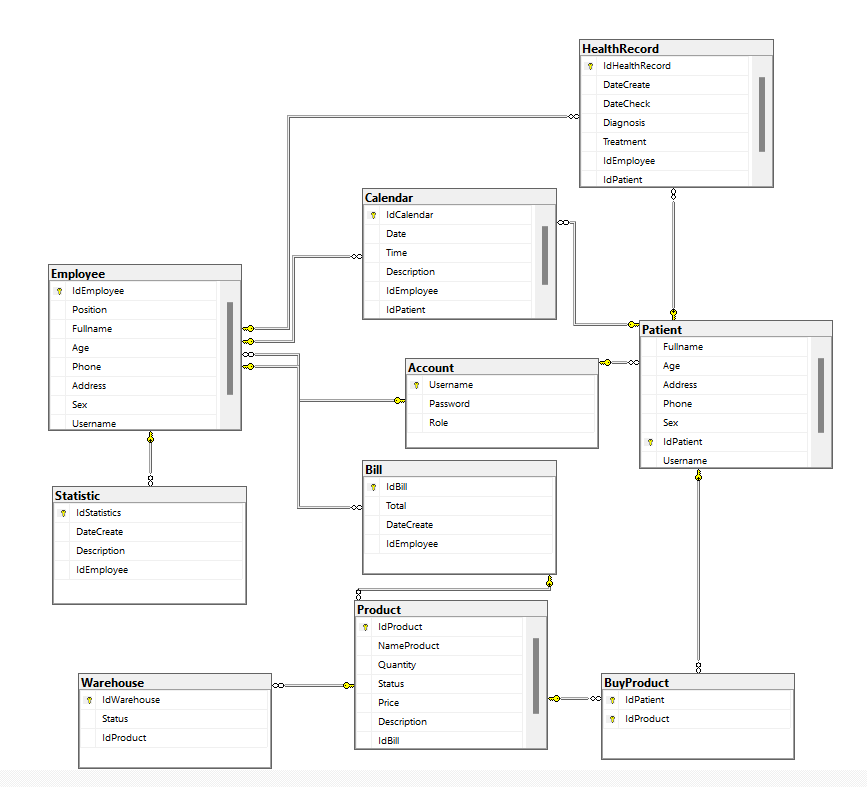 HealthRecord
IdHealthRecord
DateCreate
DateCheck
Diagnosis
Treatment
IdEmployee
IdPatient
Calendar
IdCalendar
Date
Time
Description
IdEmployee
IdPatient
Employee
IdEmployee
Position
Fullname
Age
Phone
Address
Sex
Username
Patient
Fullname
Age
Address
Phone
Sex
IdPatient
Username
Account
Username
Password
Role
Bill
IdBill
Total
DateCreate
IdEmployee
Statistic
IdStatistics
DateCreate
Description
IdEmployee
Product
IdProduct
NameProduct
Quantity
Status
Price
Description
IdBill
Warehouse
IdWarehouse
Status
IdProduct
BuyProduct
IdPatient
IdProduct